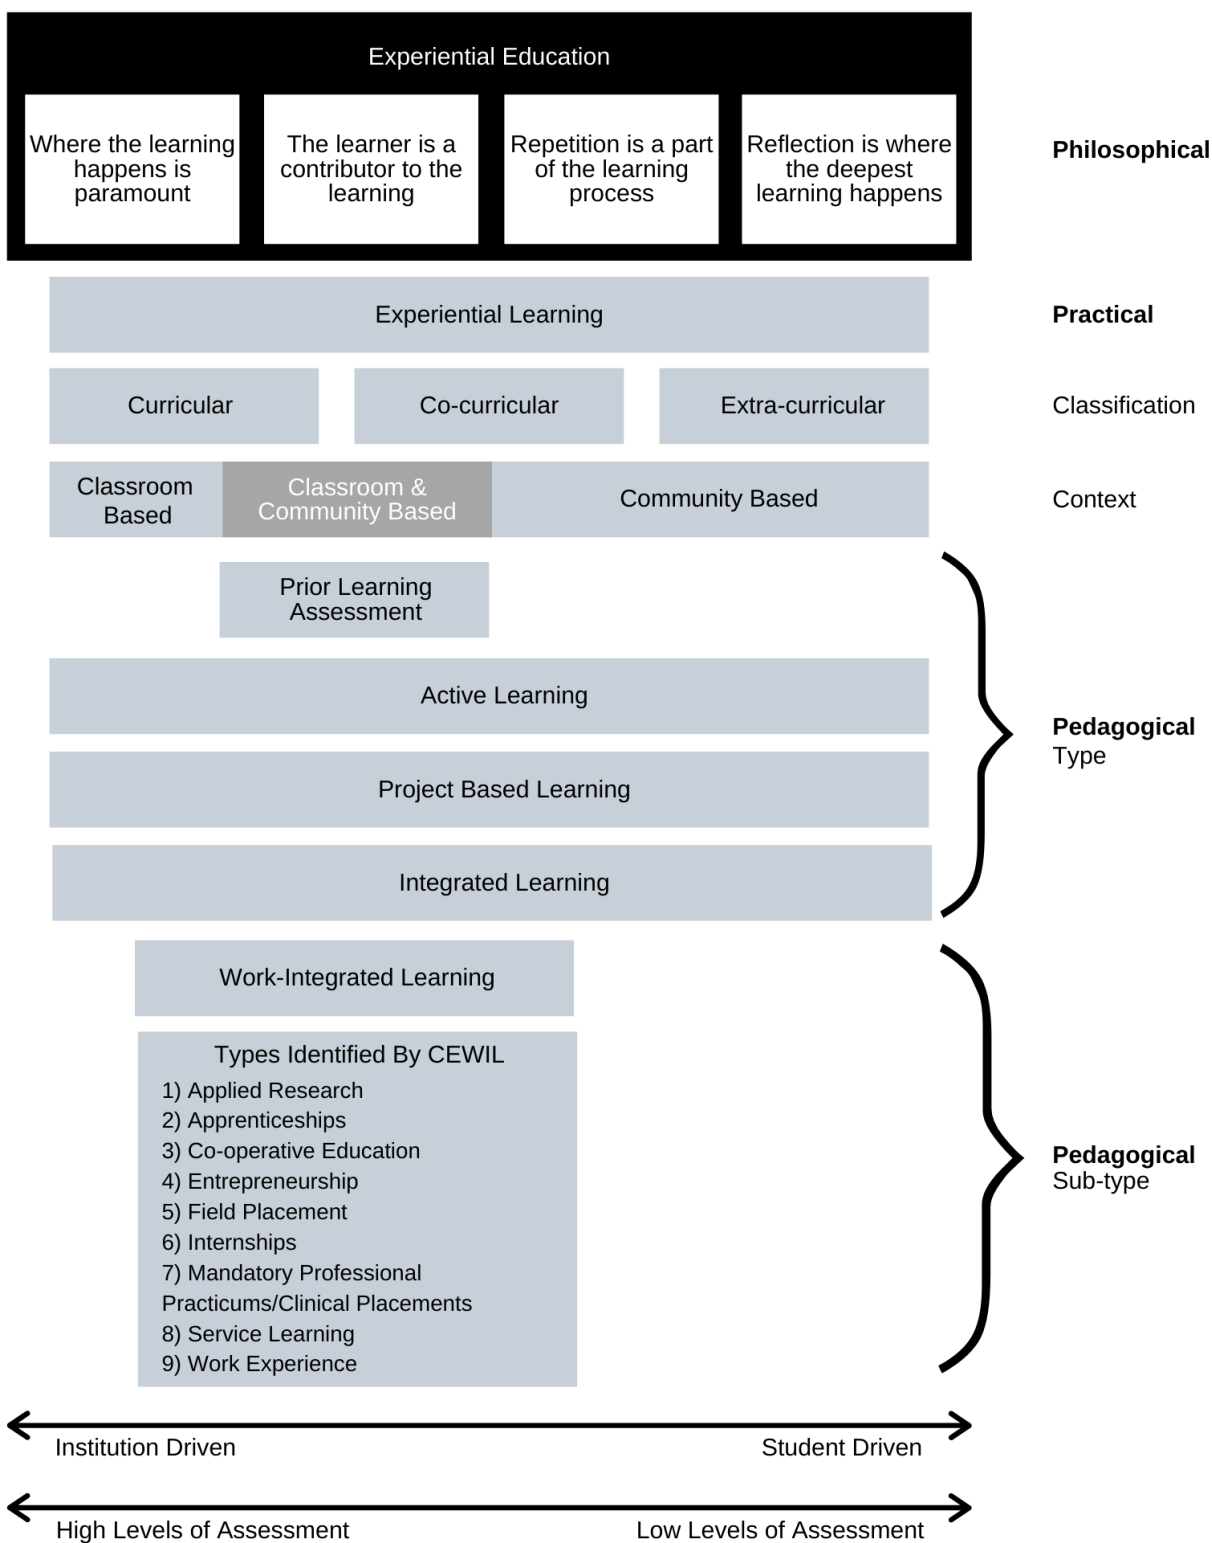 Experiential Education
Where the learning
happens is
paramount
The learner is a
contributor to the
learning
Repetition is a part
of the learning
process
Reflection is where
the deepest
learning happens
Philosophical
Experiential Learning
Practical
Curricular
Co-curricular
Extra-curricular
Classification
Classroom
Based
Classroom &
Community Based
Community Based
Context
Prior Learning
Assessment
Active Learning
Project Based Learning
Integrated Learning
Pedagogical
Type
Work-Integrated Learning
Types Identified By CEWIL
1) Applied Research
2) Apprenticeships
3) Co-operative Education
4) Entrepreneurship
5) Field Placement
6) Internships
7) Mandatory Professional
Practicums/Clinical Placements
8) Service Learning
9) Work Experience
Pedagogical
Sub-type
Institution Driven
Student Driven
High Levels of Assessment
Low Levels of Assessment